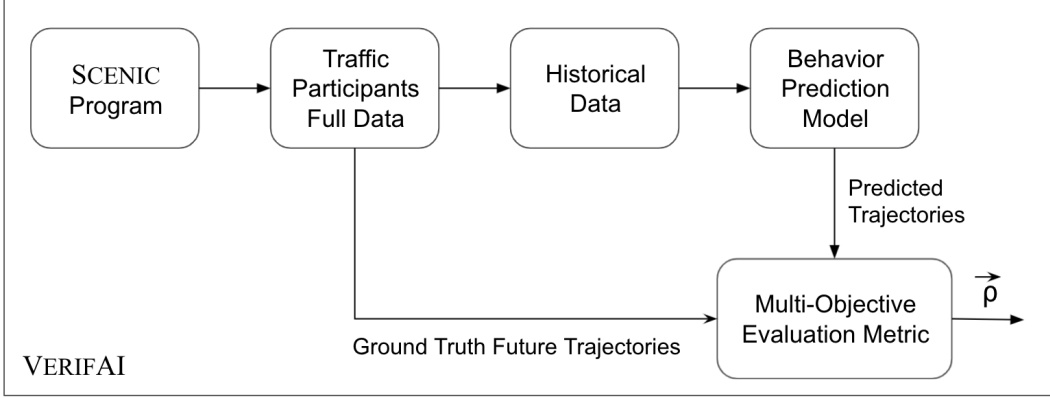 SCENIC
Program
Traffic
Participants
Full Data
Historical
Data
Behavior
Prediction
Model
Predicted
Trajectories
Multi-Objective
Evaluation Metric
ρ⃗
Ground Truth Future Trajectories
VERIFAI